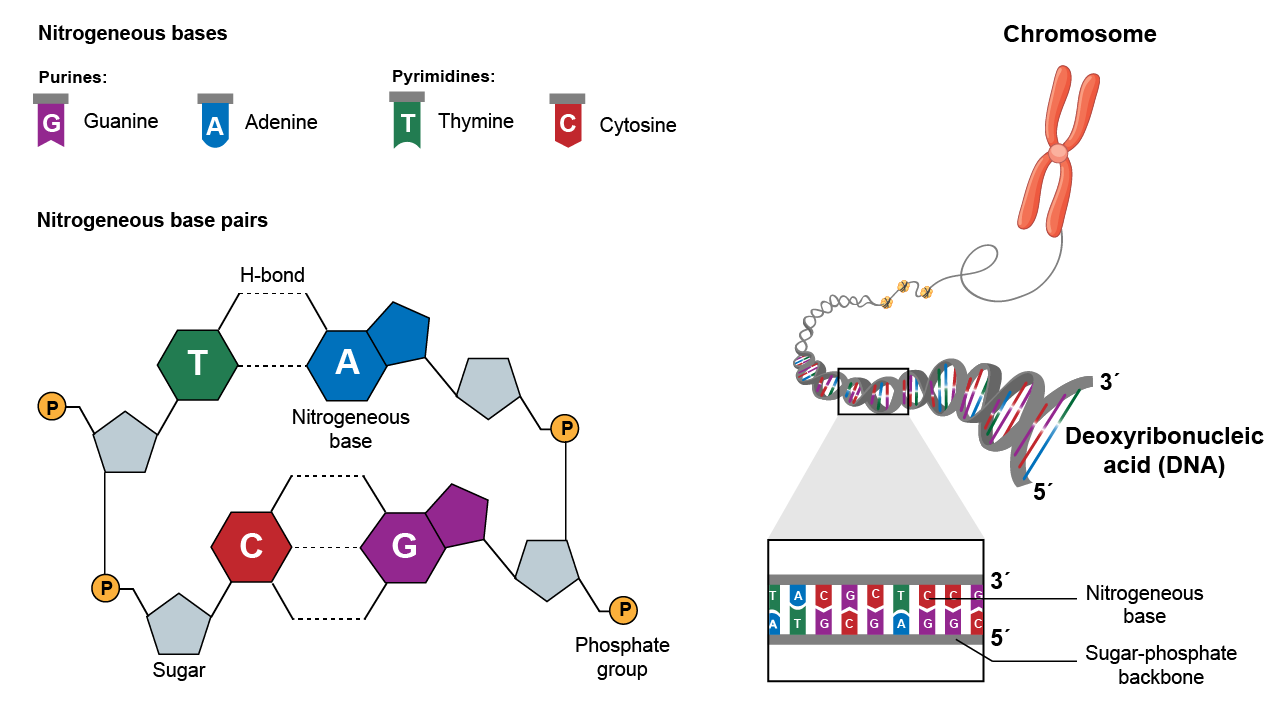 Nitrogeneous bases
Purines:
G Guanine
A Adenine
Pyrimidines:
T Thymine
C Cytosine
Nitrogeneous base pairs
H-bond
T
A
P
Nitrogeneous
base
P
C
G
P
P
Sugar
Phosphate
group
Chromosome
3´
Deoxyribonucleic
acid (DNA)
5´
3´
T A C G C T C C G
A T G C G A G G C
5´
Nitrogeneous
base
Sugar-phosphate
backbone